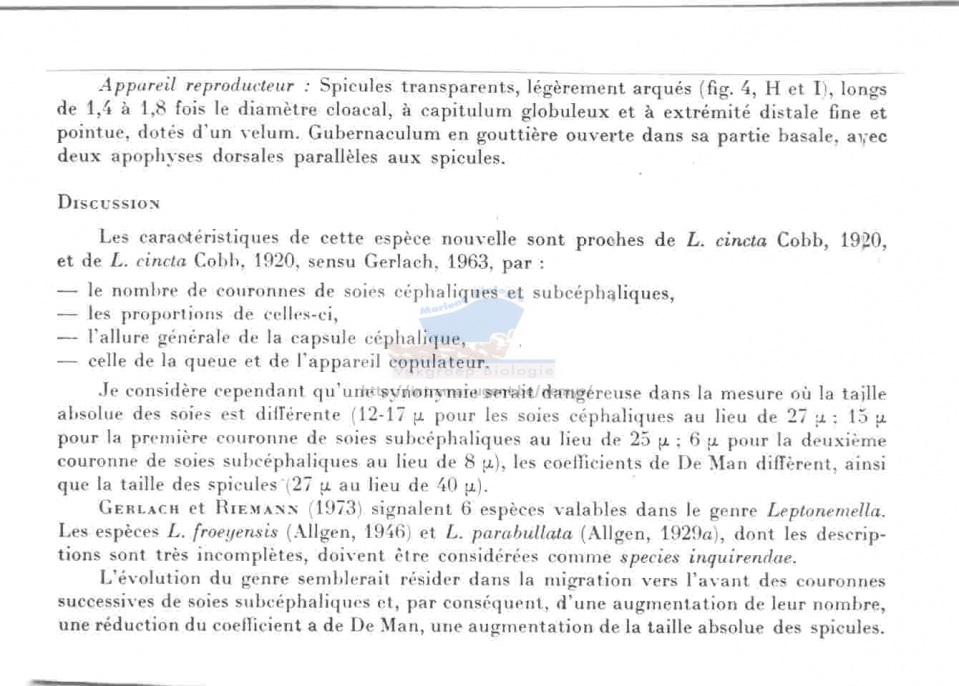 Appareil reproducteur : Spicules transparents, légèrement arqués (fig. 4, H et I), longs
de 1,4 à 1,8 fois le diamètre cloacal, à capitulum globuleux et à extrémité distale fine et
pointue, dotés d'un velum. Gubernaculum en gouttière ouverte dans sa partie basale, avec
deux apophyses dorsales parallèles aux spicules.
Discussion
Les caractéristiques de cette espèce nouvelle sont proches de L. cincta Cobb, 1920,
et de L. cincta Cobb, 1920, sensu Gerlach, 1963, par :
— le nombre de couronnes de soies céphaliques et subcéphaliques,
— les proportions de celles-ci,
— l'allure générale de la capsule céphalique,
— celle de la queue et de l'appareil copulateur.
Vakgroep Biologie
Je considère cependant qu'une synonymie serait dangereuse dans la mesure où la taille
absolue des soies est différente (12-17 μ pour les soies céphaliques au lieu de 27 μ ; 15 μ
pour la première couronne de soies subcéphaliques au lieu de 25 μ ; 6 μ pour la deuxième
couronne de soies subcéphaliques au lieu de 8 μ), les coefficients de De Man diffèrent, ainsi
que la taille des spicules (27 μ au lieu de 40 μ).
Gerlach et Riemann (1973) signalent 6 espèces valables dans le genre Leptonemella.
Les espèces L. froeyensis (Allgen, 1946) et L. parabullata (Allgen, 1929a), dont les descrip-
tions sont très incomplètes, doivent être considérées comme species inquirendae.
L'évolution du genre semblerait résider dans la migration vers l'avant des couronnes
successives de soies subcéphaliques et, par conséquent, d'une augmentation de leur nombre,
une réduction du coefficient a de De Man, une augmentation de la taille absolue des spicules.